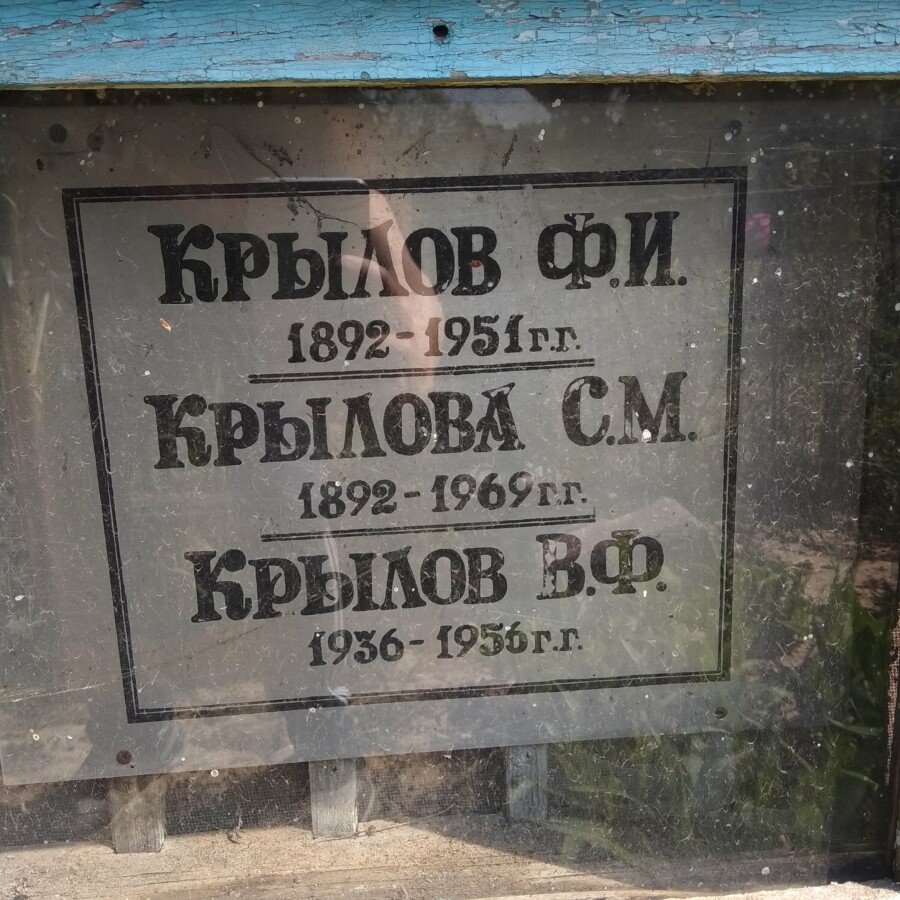 КРЫЛОВ Ф.И.
1892-1951г.г.
КРЫЛОВА С.М.
1892-1969г.г.
КРЫЛОВ В.Ф.
1936-1956г.г.